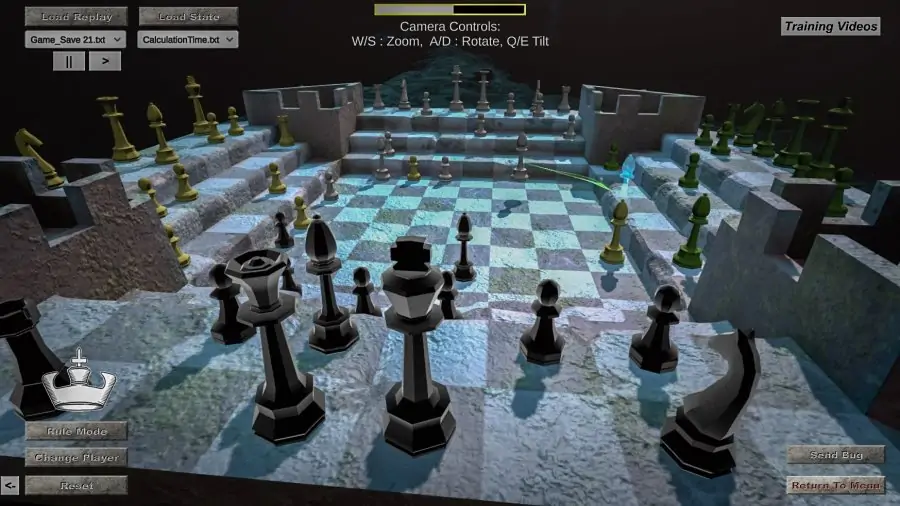 Load Replay
Load State
Game_Save 21.txt
CalculationTime.txt
||
>
Camera Controls:
W/S : Zoom, A/D : Rotate, Q/E Tilt
Training Videos
Rule Mode
Change Player
<-
Reset
Send Bug
Return To Menu